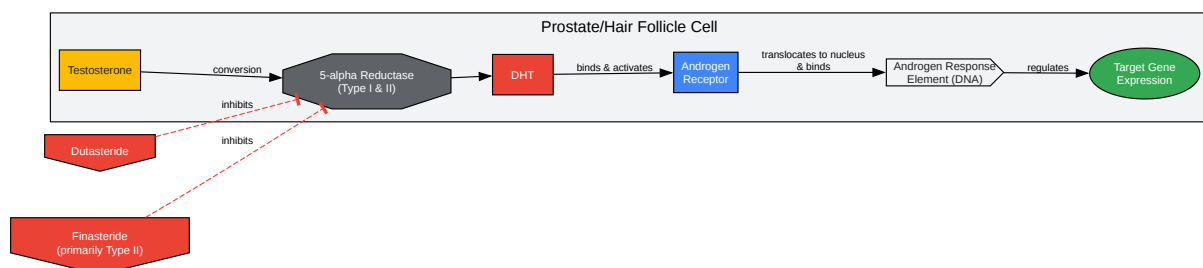 Prostate/Hair Follicle Cell
Testosterone
conversion
5-alpha Reductase
(Type I & II)
DHT
binds & activates
Androgen
Receptor
translocates to nucleus
& binds
Androgen Response
Element (DNA)
regulates
Target Gene
Expression
inhibits
Dutasteride
inhibits
Finasteride
(primarily Type II)